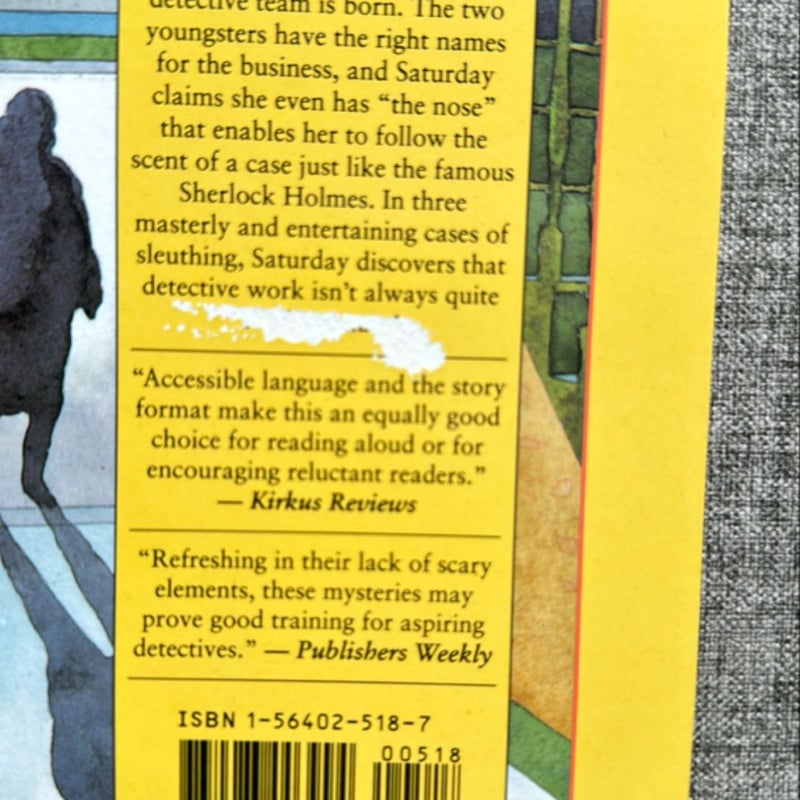 detective team is born. The two
youngsters have the right names
for the business, and Saturday
claims she even has “the nose”
that enables her to follow the
scent of a case just like the famous
Sherlock Holmes. In three
masterly and entertaining cases of
sleuthing, Saturday discovers that
detective work isn’t always quite
“Accessible language and the story
format make this an equally good
choice for reading aloud or for
encouraging reluctant readers.”
— Kirkus Reviews
“Refreshing in their lack of scary
elements, these mysteries may
prove good training for aspiring
detectives.” — Publishers Weekly
ISBN 1-56402-518-7
00518